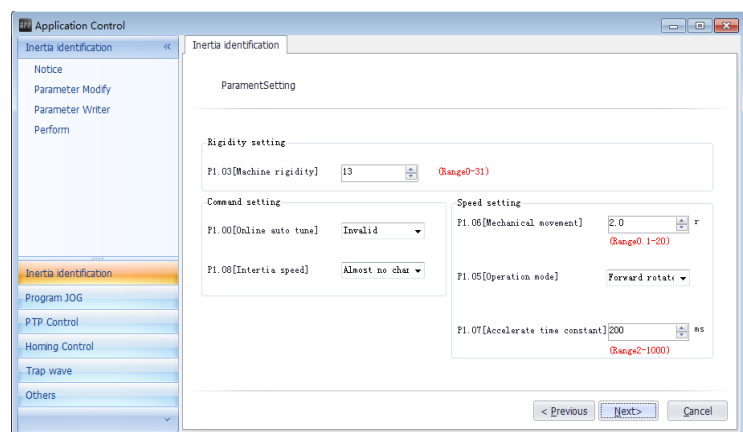 Application Control
Inertia identification
Notice
Parameter Modify
Parameter Writer
Perform
Inertia identification
Program JOG
PTP Control
Homing Control
Trap wave
Others
Inertia identification
ParamentSetting
Rigidity setting
P1.03[Machine rigidity] 13 (Range0-31)
Command setting
P1.00[Online auto tune] Invalid
P1.08[Intertia speed] Almost no char
Speed setting
P1.06[Mechanical movement] 2.0 r
(Range0.1-20)
P1.05[Operation mode] Forward rotate
P1.07[Accelerate time constant] 200 ms
(Range2-1000)
< Previous Next> Cancel